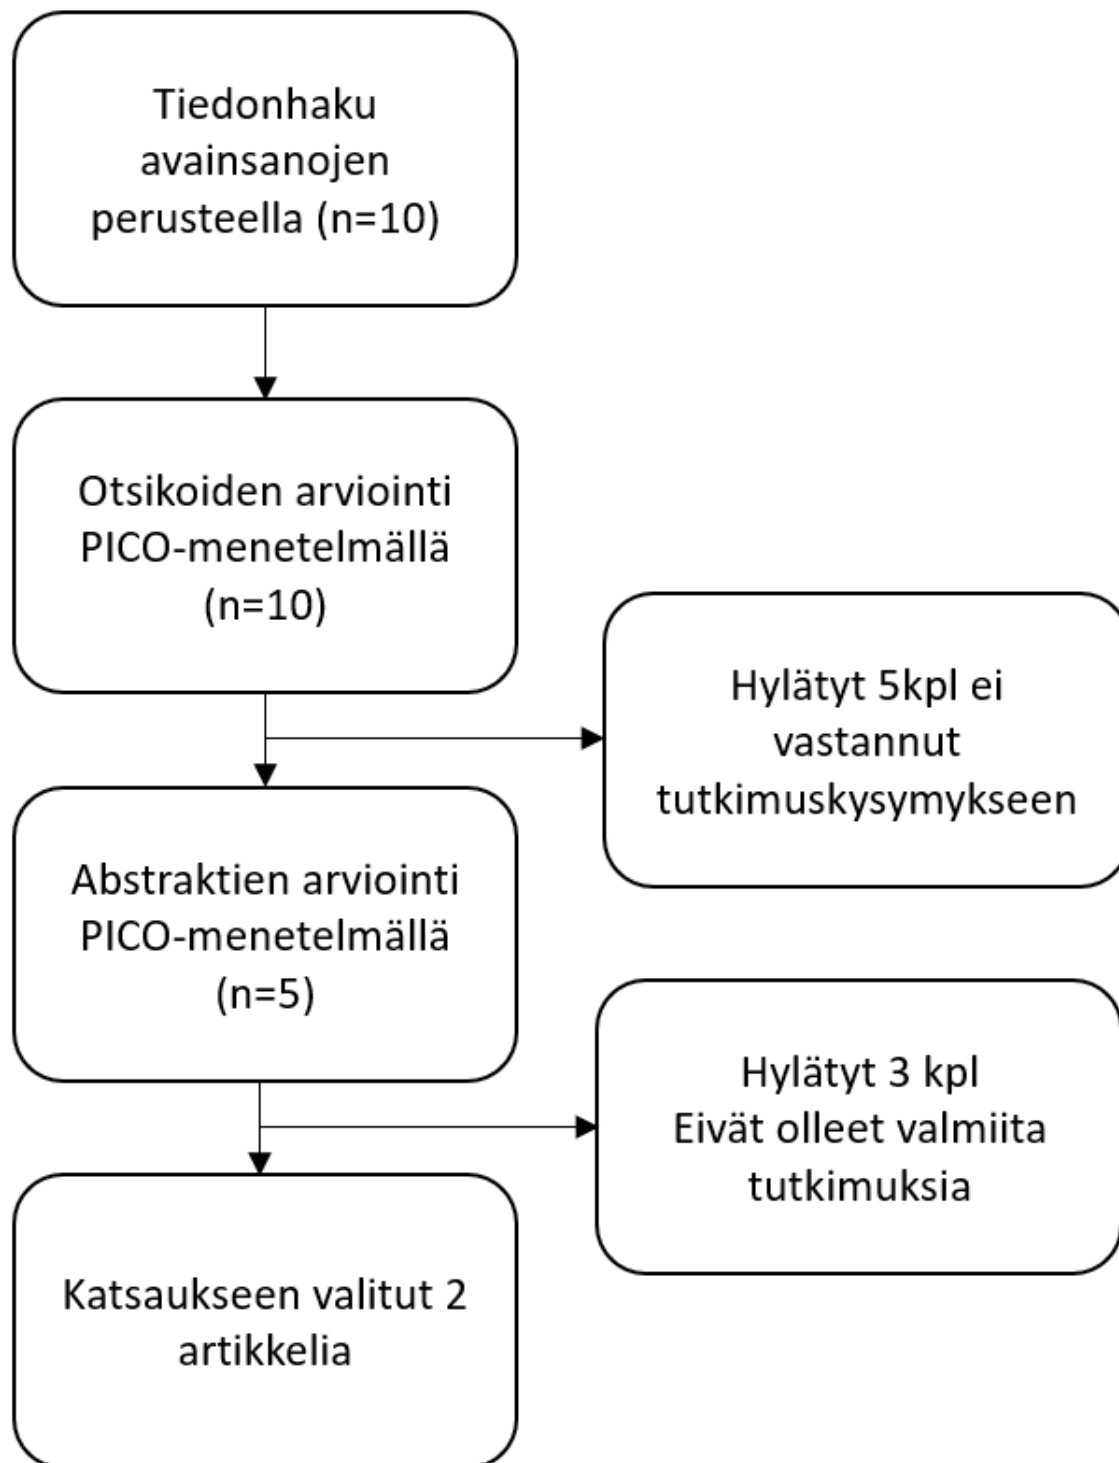 Tiedonhaku
avainsanojen
perusteella (n=10)
Otsikoiden arviointi
PICO-menetelmällä
(n=10)
Hylätyt 5kpl ei
vastannut
tutkimuskysymykseen
Abstraktien arviointi
PICO-menetelmällä
(n=5)
Hylätyt 3 kpl
Eivät olleet valmiita
tutkimuksia
Katsaukseen valitut 2
artikkelia